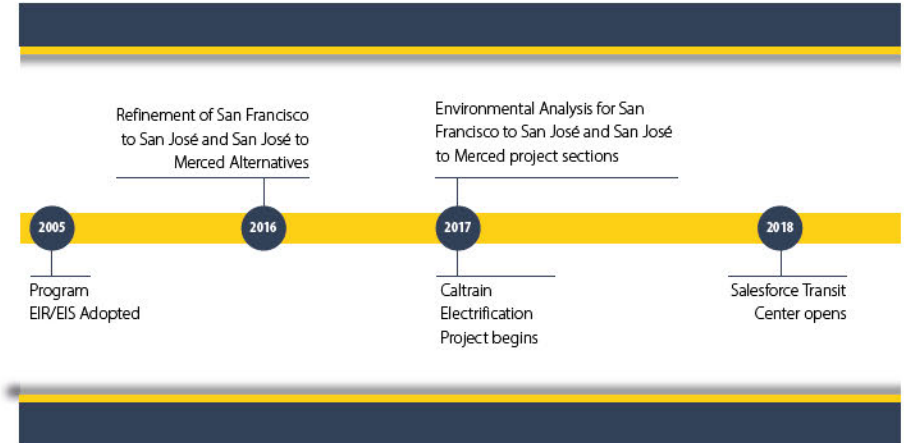 Refinement of San Francisco
to San José and San José to
Merced Alternatives
Environmental Analysis for San
Francisco to San José and San José
to Merced project sections
2005
2016
2017
2018
Program
EIR/EIS Adopted
Caltrain
Electrification
Project begins
Salesforce Transit
Center opens